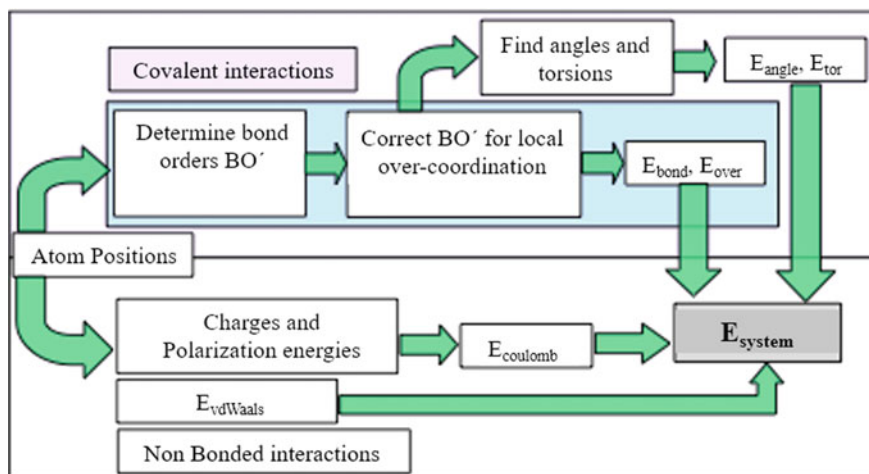 Covalent interactions
Find angles and
torsions
E_angle, E_tor
Determine bond
orders BO´
Correct BO´ for local
over-coordination
E_bond, E_over
Atom Positions
Charges and
Polarization energies
E_coulomb
E_system
E_vdWaals
Non Bonded interactions